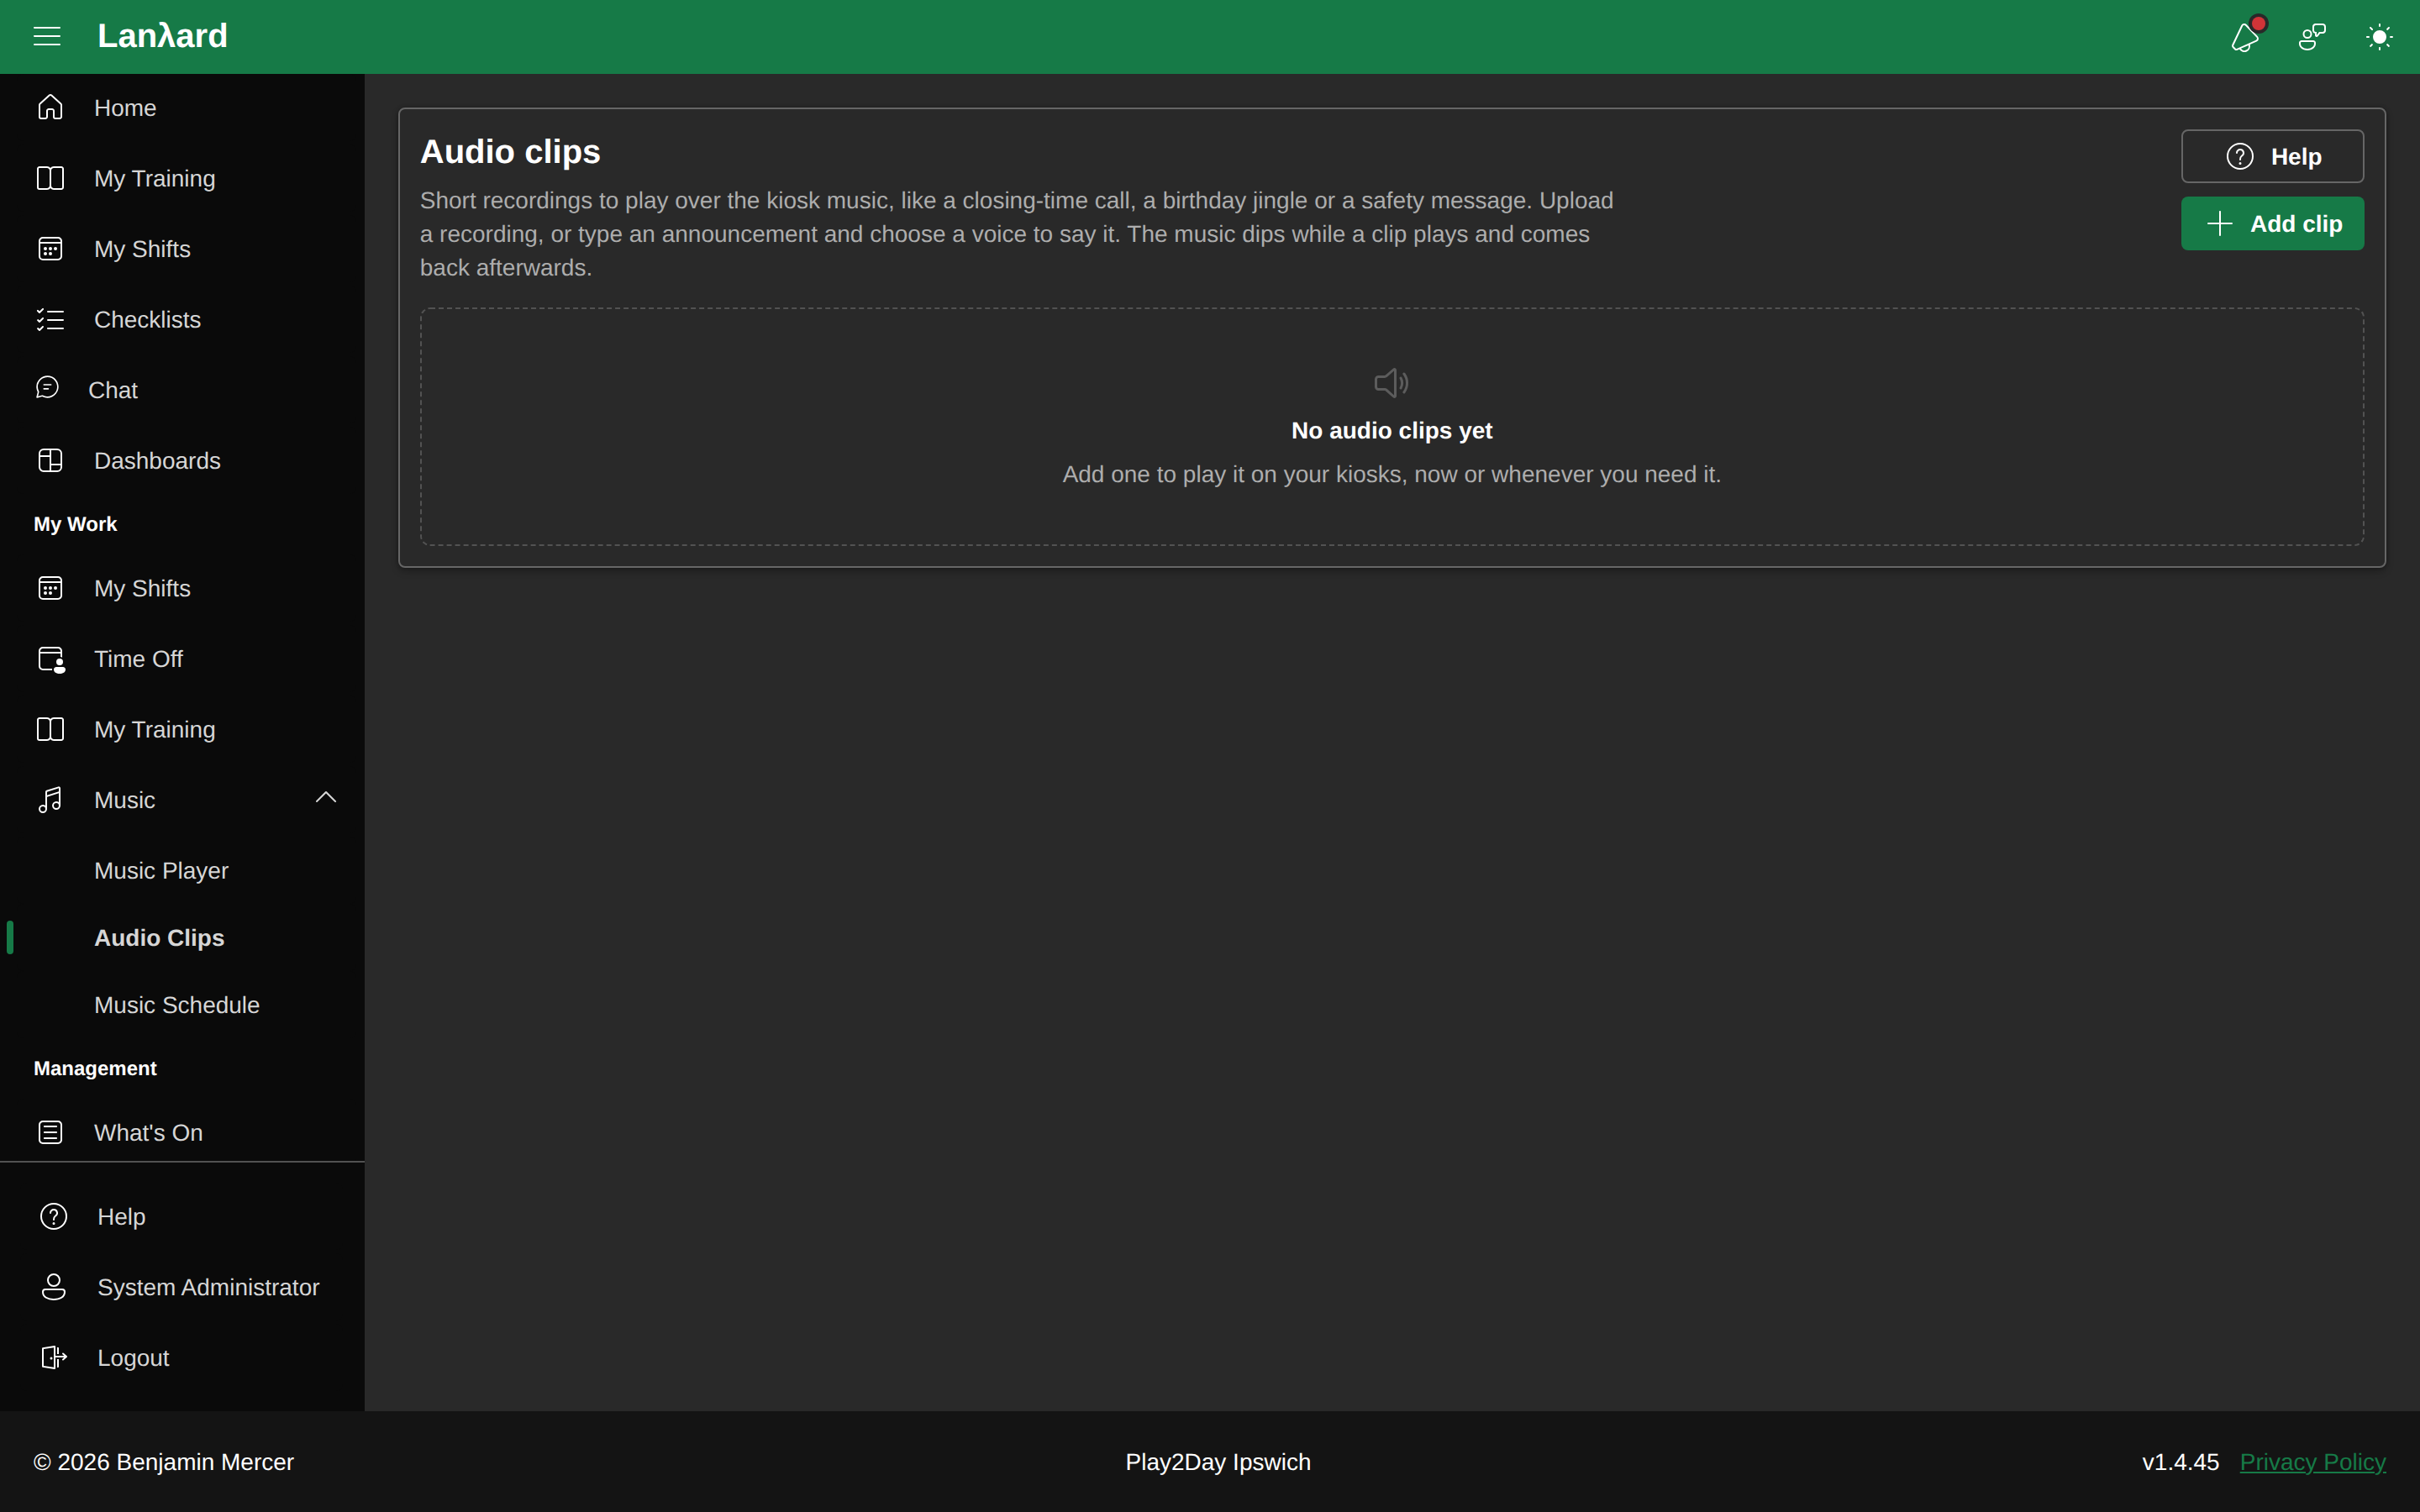 Lanλard
Home
My Training
My Shifts
Checklists
Chat
Dashboards
My Work
My Shifts
Time Off
My Training
Music
Music Player
Audio Clips
Music Schedule
Management
What's On
Help
System Administrator
Logout
Audio clips
Short recordings to play over the kiosk music, like a closing-time call, a birthday jingle or a safety message. Upload
a recording, or type an announcement and choose a voice to say it. The music dips while a clip plays and comes
back afterwards.
Help
Add clip
No audio clips yet
Add one to play it on your kiosks, now or whenever you need it.
© 2026 Benjamin Mercer
Play2Day Ipswich
v1.4.45 Privacy Policy